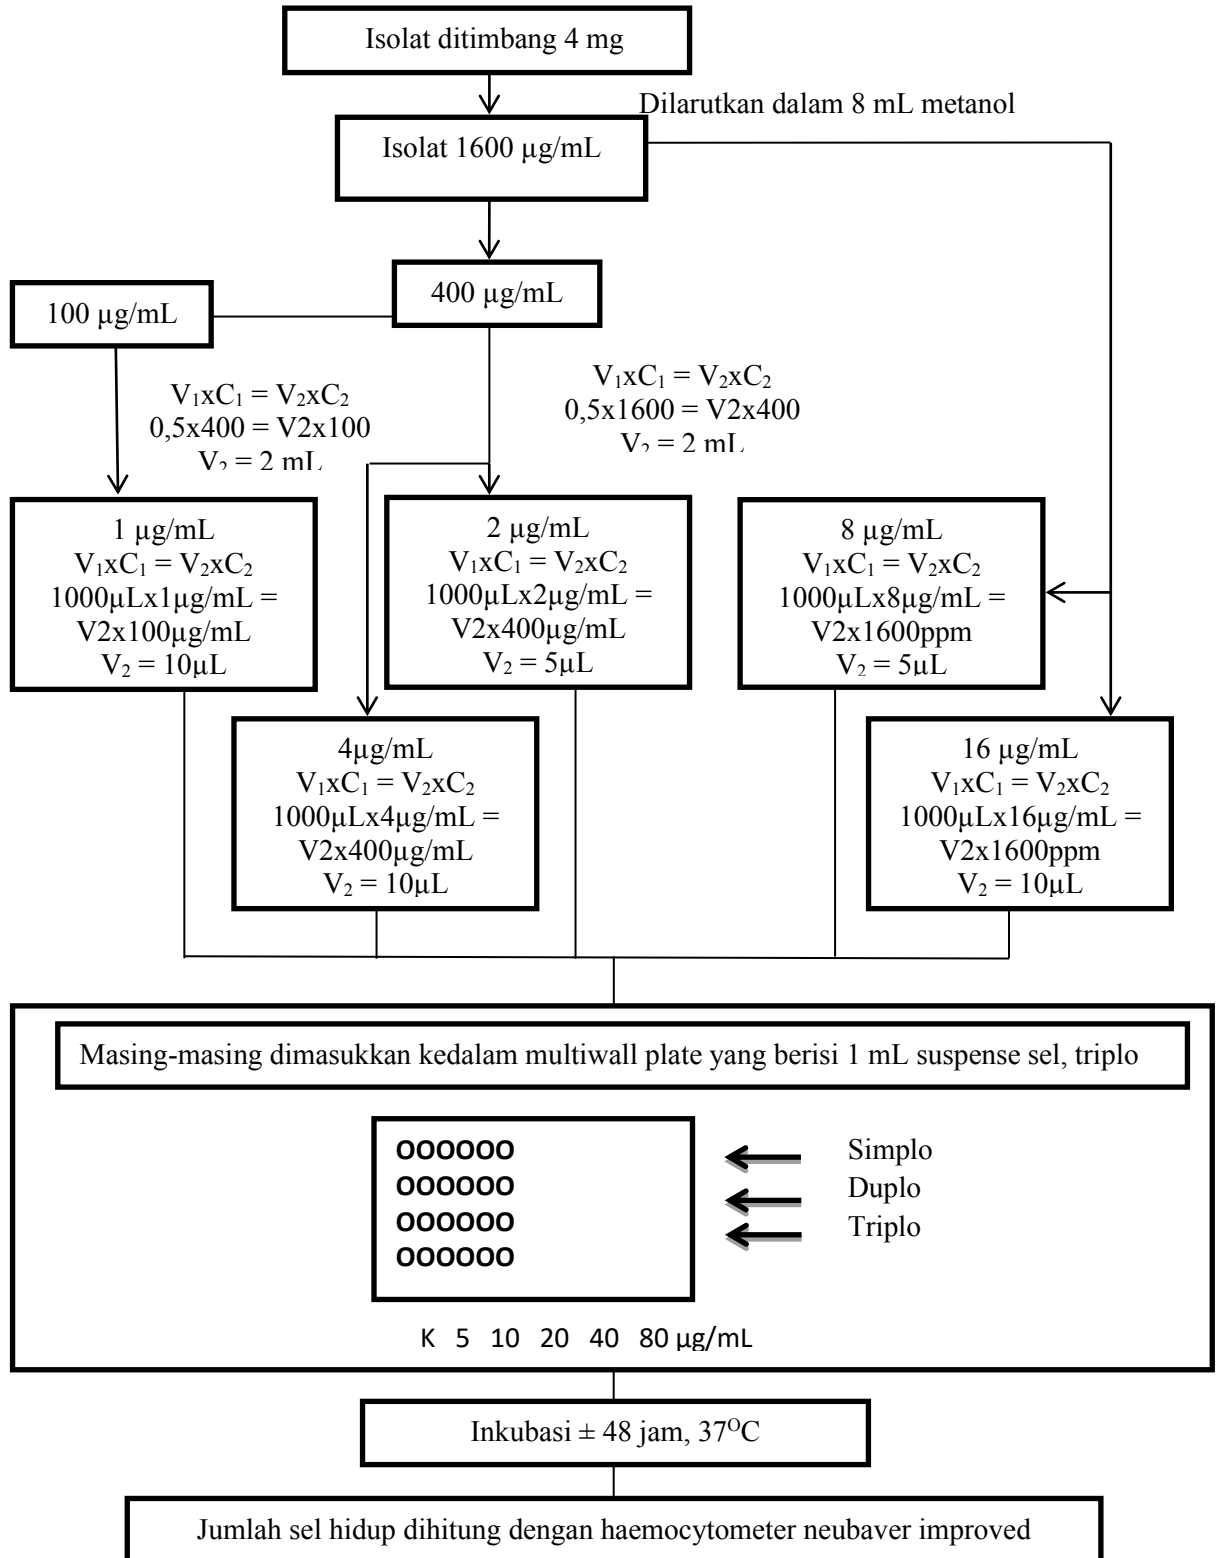 Isolat ditimbang 4 mg
Dilarutkan dalam 8 mL metanol
Isolat 1600 µg/mL
400 µg/mL
100 µg/mL
V₁xC₁ = V₂xC₂
0,5x400 = V2x100
V₂ = 2 mL
V₁xC₁ = V₂xC₂
0,5x1600 = V2x400
V₂ = 2 mL
1 µg/mL
V₁xC₁ = V₂xC₂
1000µLx1µg/mL =
V2x100µg/mL
V₂ = 10µL
2 µg/mL
V₁xC₁ = V₂xC₂
1000µLx2µg/mL =
V2x400µg/mL
V₂ = 5µL
8 µg/mL
V₁xC₁ = V₂xC₂
1000µLx8µg/mL =
V2x1600ppm
V₂ = 5µL
4µg/mL
V₁xC₁ = V₂xC₂
1000µLx4µg/mL =
V2x400µg/mL
V₂ = 10µL
16 µg/mL
V₁xC₁ = V₂xC₂
1000µLx16µg/mL =
V2x1600ppm
V₂ = 10µL
Masing-masing dimasukkan kedalam multiwall plate yang berisi 1 mL suspense sel, triplo
OOOOOO
OOOOOO
OOOOOO
OOOOOO
Simplo
Duplo
Triplo
K 5 10 20 40 80 µg/mL
Inkubasi ± 48 jam, 37⁰C
Jumlah sel hidup dihitung dengan haemocytometer neubaver improved